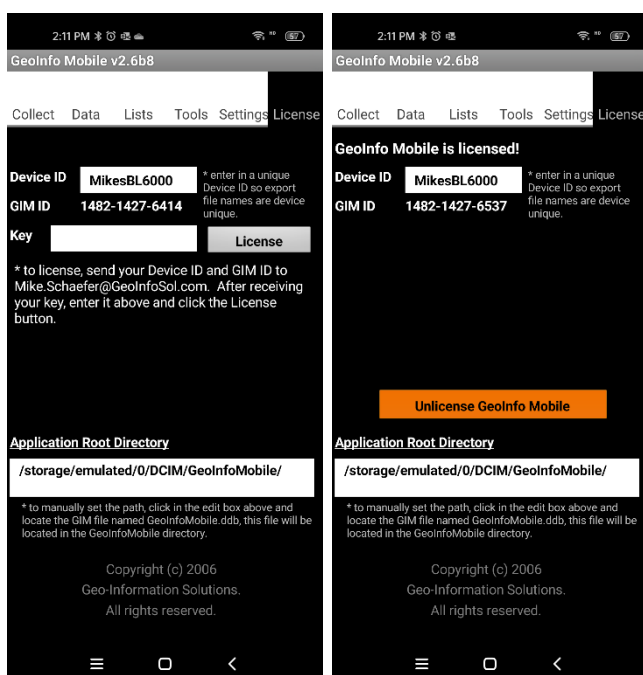 2:11 PM
57
GeoInfo Mobile v2.6b8
Collect Data Lists Tools Settings License
Device ID MikesBL6000
* enter in a unique
Device ID so export
file names are device
unique.
GIM ID 1482-1427-6414
Key License
* to license, send your Device ID and GIM ID to
Mike.Schaefer@GeoInfoSol.com. After receiving
your key, enter it above and click the License
button.
Application Root Directory
/storage/emulated/0/DCIM/GeoInfoMobile/
* to manually set the path, click in the edit box above and
locate the GIM file named GeoInfoMobile.ddb, this file will be
located in the GeoInfoMobile directory.
Copyright (c) 2006
Geo-Information Solutions.
All rights reserved.
2:11 PM
57
GeoInfo Mobile v2.6b8
Collect Data Lists Tools Settings License
GeoInfo Mobile is licensed!
Device ID MikesBL6000
* enter in a unique
Device ID so export
file names are device
unique.
GIM ID 1482-1427-6537
Unlicense GeoInfo Mobile
Application Root Directory
/storage/emulated/0/DCIM/GeoInfoMobile/
* to manually set the path, click in the edit box above and
locate the GIM file named GeoInfoMobile.ddb, this file will be
located in the GeoInfoMobile directory.
Copyright (c) 2006
Geo-Information Solutions.
All rights reserved.